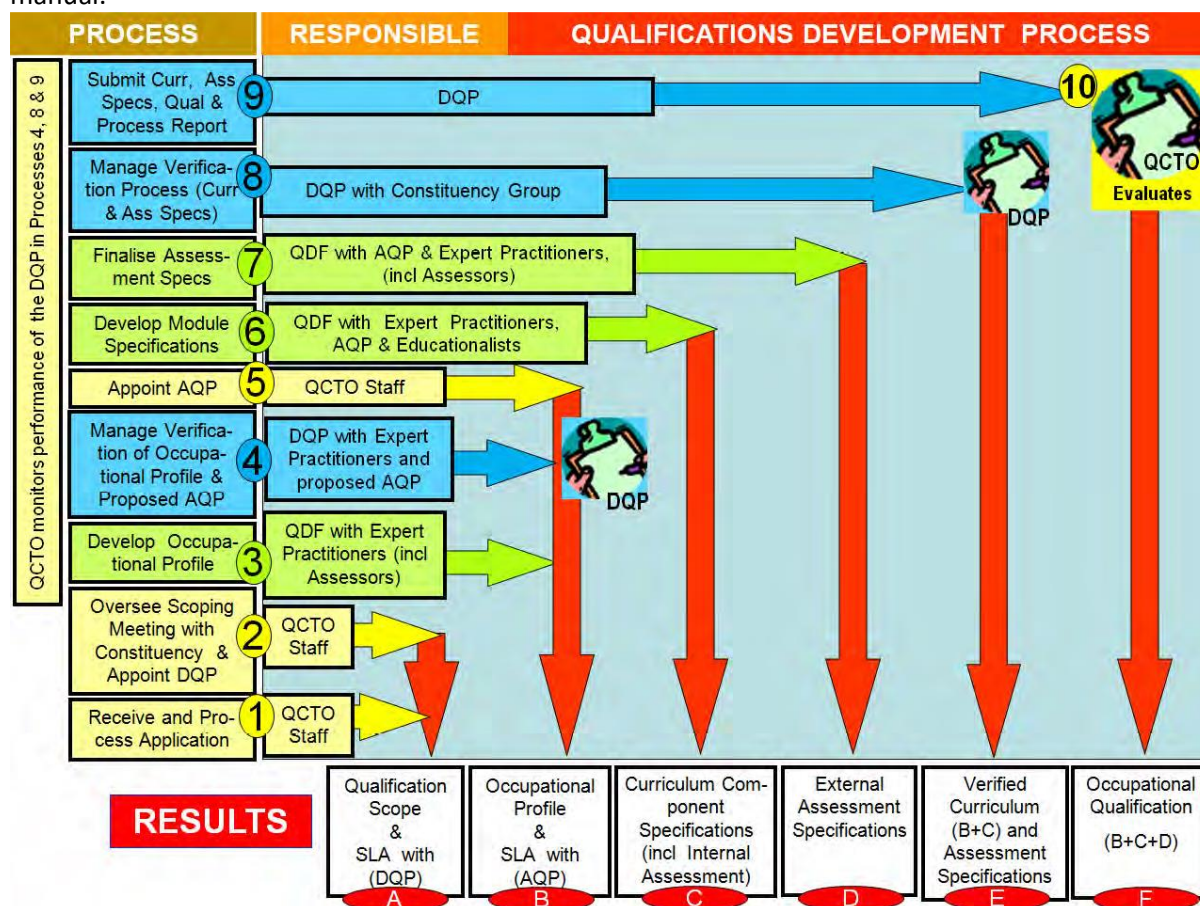 manual.
PROCESS
RESPONSIBLE
QUALIFICATIONS DEVELOPMENT PROCESS
QCTO monitors performance of the DQP in Processes 4, 8 & 9
Submit Curr, Ass
Specs, Qual &
Process Report
9
DQP
10
QCTO
Evaluates
Manage Verifica-
tion Process (Curr
& Ass Specs)
8
DQP with Constituency Group
DQP
Finalise Assess-
ment Specs
7
QDF with AQP & Expert Practitioners,
(incl Assessors)
Develop Module
Specifications
6
QDF with Expert Practitioners,
AQP & Educationalists
Appoint AQP
5
QCTO Staff
Manage Verifica-
tion of Occupa-
tional Profile &
Proposed AQP
4
DQP with Expert
Practitioners and
proposed AQP
DQP
Develop Occupa-
tional Profile
3
QDF with Expert
Practitioners (incl
Assessors)
Oversee Scoping
Meeting with
Constituency &
Appoint DQP
2
QCTO
Staff
Receive and Pro-
cess Application
1
QCTO
Staff
RESULTS
Qualification
Scope
&
SLA with
(DQP)
A
Occupational
Profile
&
SLA with
(AQP)
B
Curriculum Com-
ponent
Specifications
(incl Internal
Assessment)
C
External
Assessment
Specifications
D
Verified
Curriculum
(B+C) and
Assessment
Specifications
E
Occupational
Qualification
(B+C+D)
F